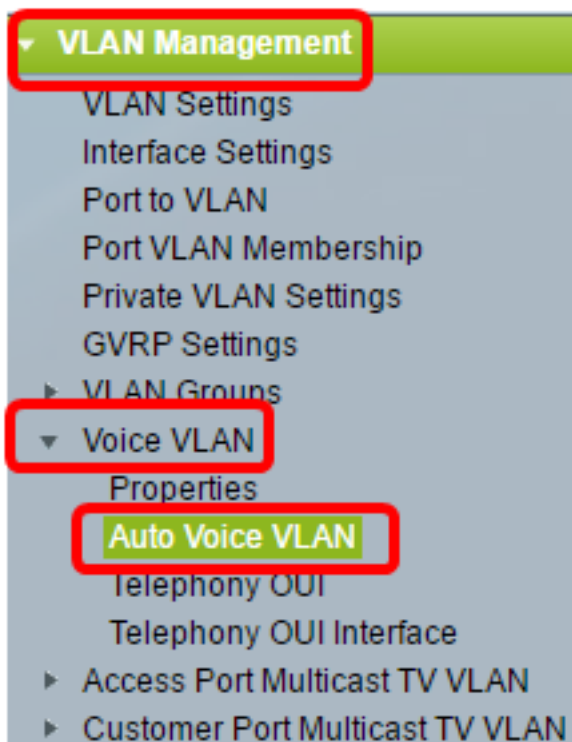 VLAN Management
VLAN Settings
Interface Settings
Port to VLAN
Port VLAN Membership
Private VLAN Settings
GVRP Settings
VLAN Groups
Voice VLAN
Properties
Auto Voice VLAN
Telephony OUI
Telephony OUI Interface
Access Port Multicast TV VLAN
Customer Port Multicast TV VLAN